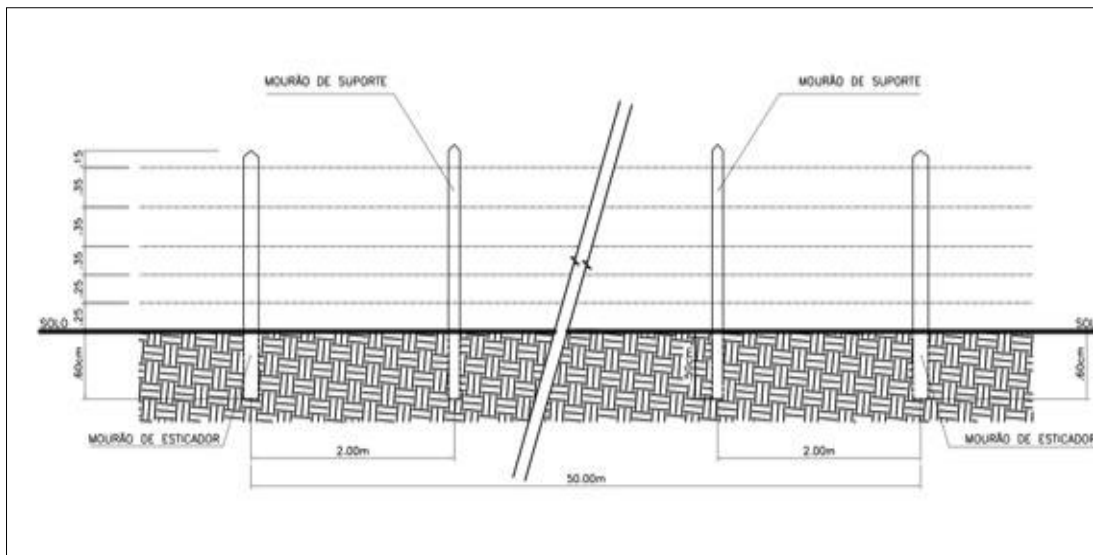 MOURÃO DE SUPORTE
MOURÃO DE SUPORTE
.15
.35
.35
.35
.25
.25
SOLO
SOL
.60cm
.60cm
MOURÃO DE ESTICADOR
MOURÃO DE ESTICADOR
2.00m
2.00m
50.00m